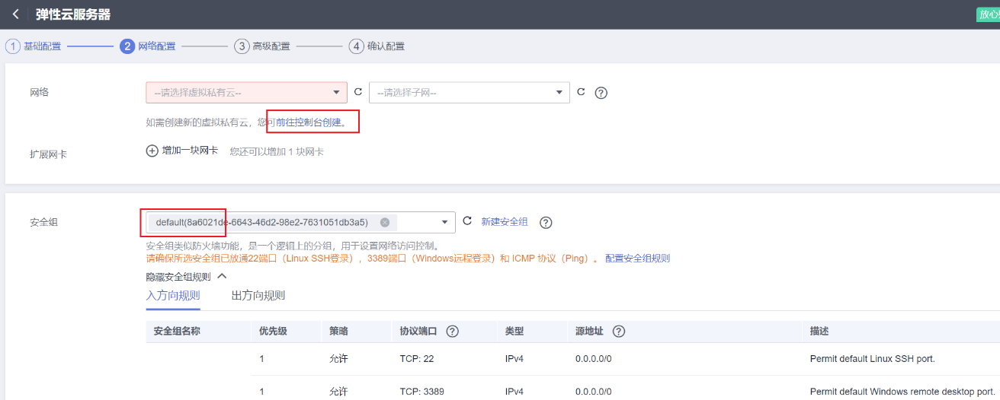 弹性云服务器
放心
1 基础配置 2 网络配置 3 高级配置 4 确认配置
网络 --请选择虚拟私有云-- --请选择子网--
如需创建新的虚拟私有云，您可前往控制台创建。
扩展网卡 增加一块网卡 您还可以增加 1 块网卡
安全组 default(8a6021de-6643-46d2-98e2-7631051db3a5) 新建安全组
安全组类似防火墙功能，是一个逻辑上的分组，用于设置网络访问控制。
请确保所选安全组已放通22端口（Linux SSH登录），3389端口（Windows远程登录）和 ICMP 协议（Ping）。 配置安全组规则
隐藏安全组规则
入方向规则 出方向规则
安全组名称 优先级 策略 协议端口 类型 源地址 描述
1 允许 TCP: 22 IPv4 0.0.0.0/0 Permit default Linux SSH port.
1 允许 TCP: 3389 IPv4 0.0.0.0/0 Permit default Windows remote desktop port.